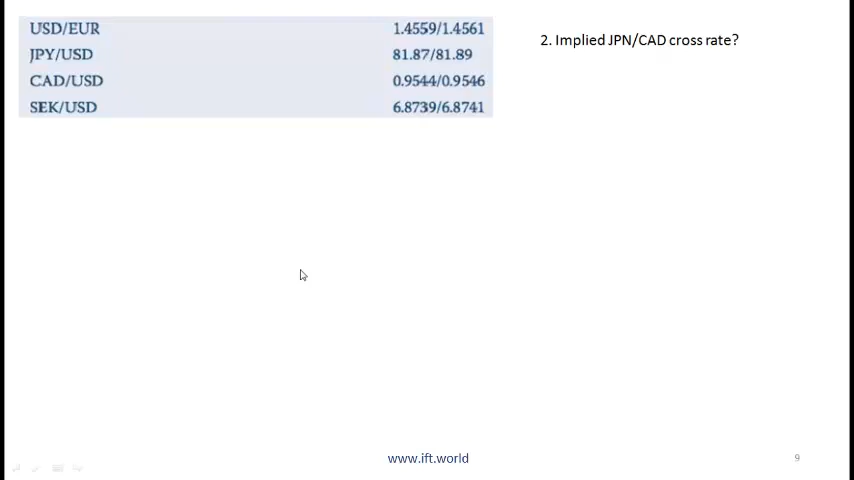 USD/EUR 1.4559/1.4561
JPY/USD 81.87/81.89
CAD/USD 0.9544/0.9546
SEK/USD 6.8739/6.8741
2. Implied JPN/CAD cross rate?
www.ift.world
9